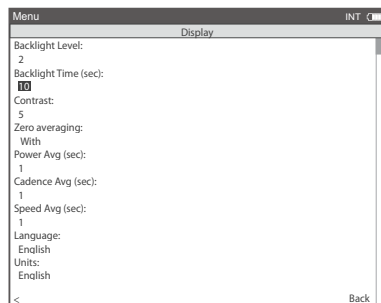 Menu INT
Display
Backlight Level:
2
Backlight Time (sec):
10
Contrast:
5
Zero averaging:
With
Power Avg (sec):
1
Cadence Avg (sec):
1
Speed Avg (sec):
1
Language:
English
Units:
English
< Back